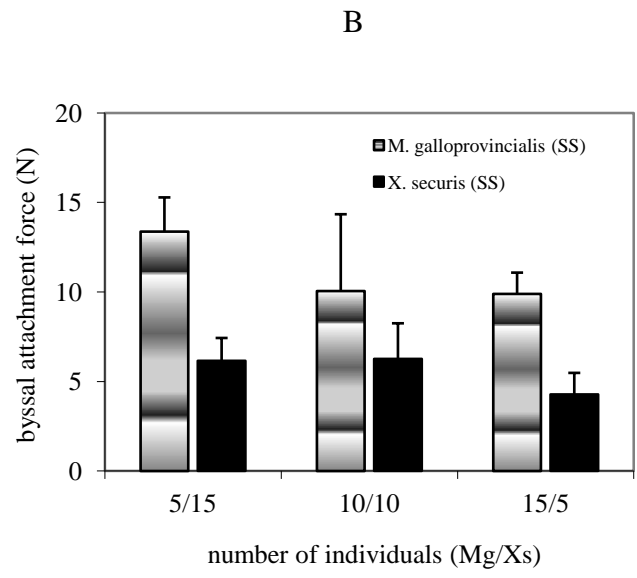 B
20
15
10
5
0
byssal attachment force (N)
M. galloprovincialis (SS)
X. securis (SS)
5/15
10/10
15/5
number of individuals (Mg/Xs)